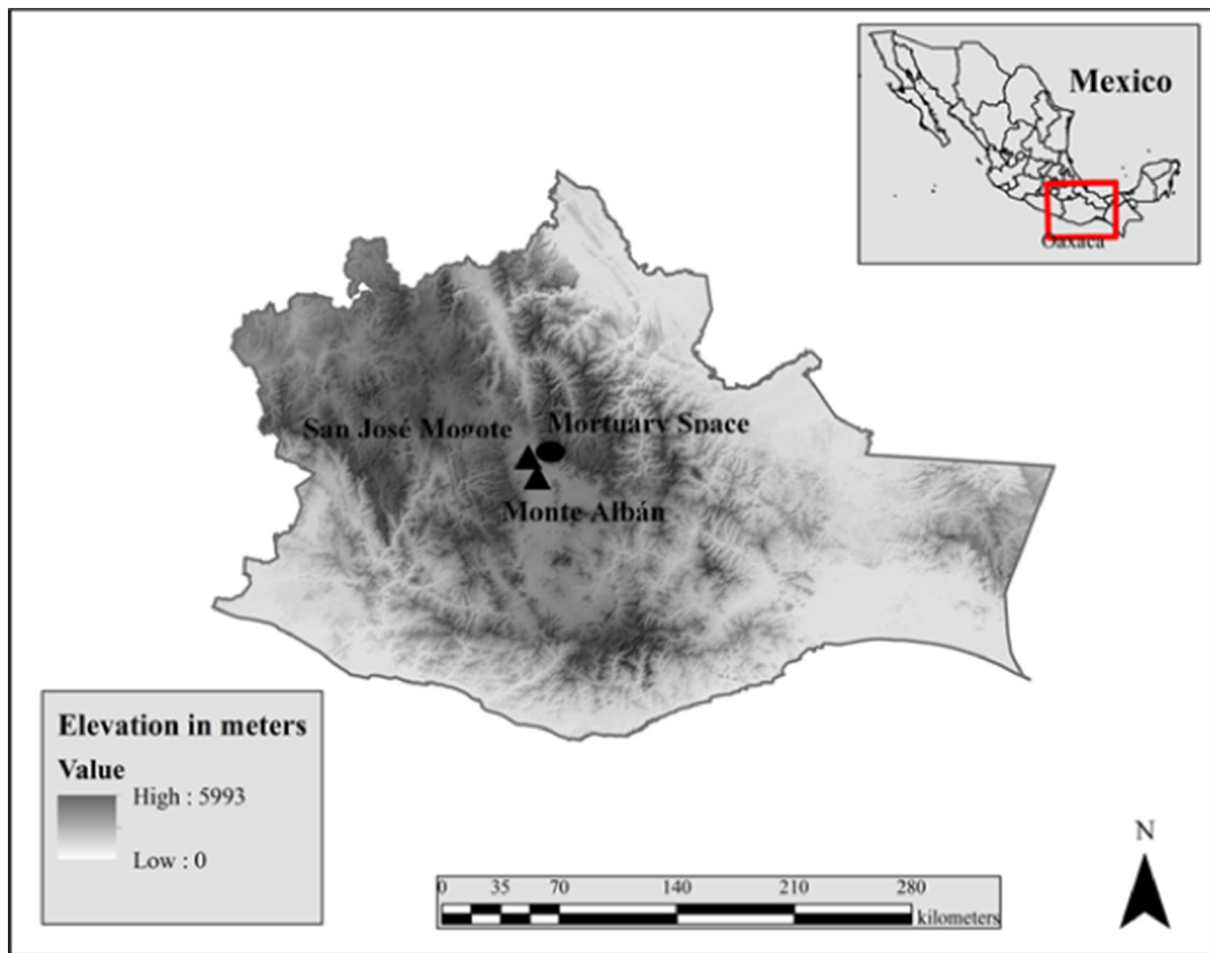 Mexico
Oaxaca
San José Mogote
Mortuary Space
Monte Albán
Elevation in meters
Value
High : 5993
Low : 0
N
0 35 70 140 210 280
kilometers